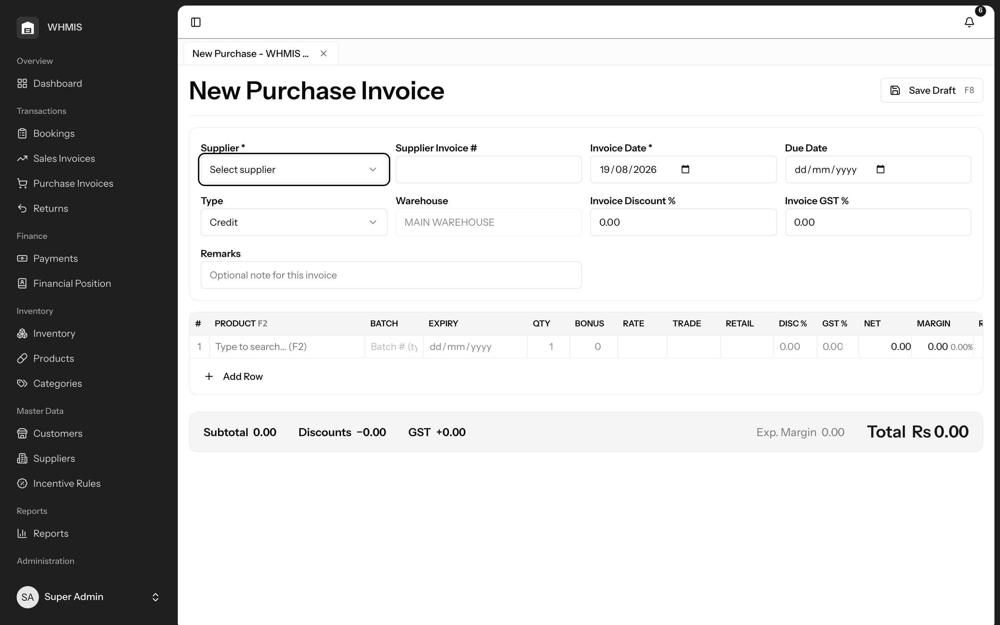 WHMIS
Overview
Dashboard
Transactions
Bookings
Sales Invoices
Purchase Invoices
Returns
Finance
Payments
Financial Position
Inventory
Inventory
Products
Categories
Master Data
Customers
Suppliers
Incentive Rules
Reports
Reports
Administration
SA Super Admin
6
New Purchase - WHMIS ...
New Purchase Invoice
Save Draft F8
Supplier * Supplier Invoice # Invoice Date * Due Date
Select supplier 19/08/2026 dd/mm/yyyy
Type Warehouse Invoice Discount % Invoice GST %
Credit MAIN WAREHOUSE 0.00 0.00
Remarks
Optional note for this invoice
# PRODUCT F2 BATCH EXPIRY QTY BONUS RATE TRADE RETAIL DISC % GST % NET MARGIN
1 Type to search... (F2) Batch # (ty dd/mm/yyyy 1 0 0.00 0.00 0.00 0.00 0.00%
+ Add Row
Subtotal 0.00 Discounts −0.00 GST +0.00 Exp. Margin 0.00 Total Rs 0.00